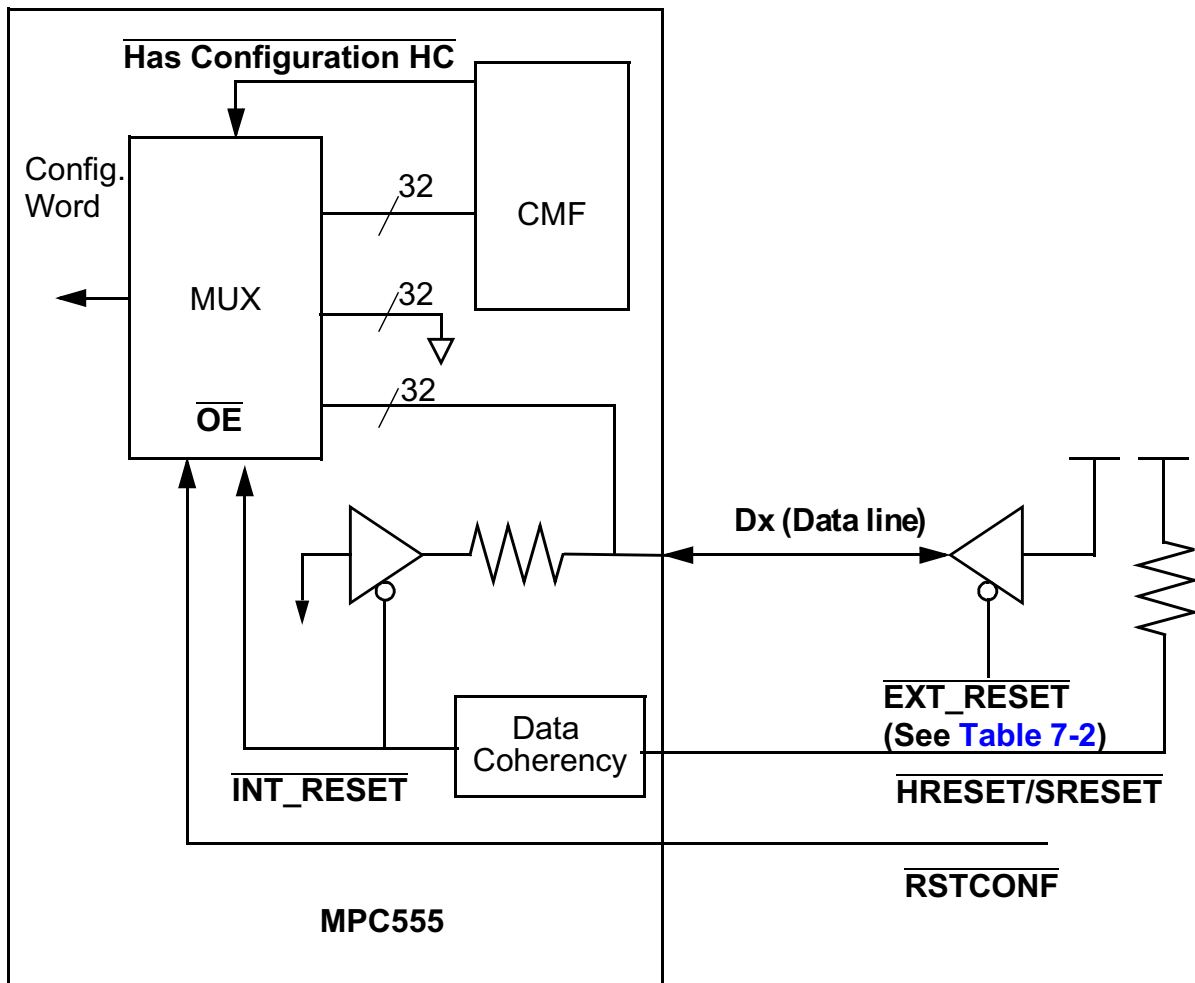 Has Configuration HC
Config.
Word
32
CMF
MUX
32
32
OE
Dx (Data line)
EXT_RESET
(See Table 7-2)
Data
Coherency
INT_RESET
HRESET/SRESET
RSTCONF
MPC555